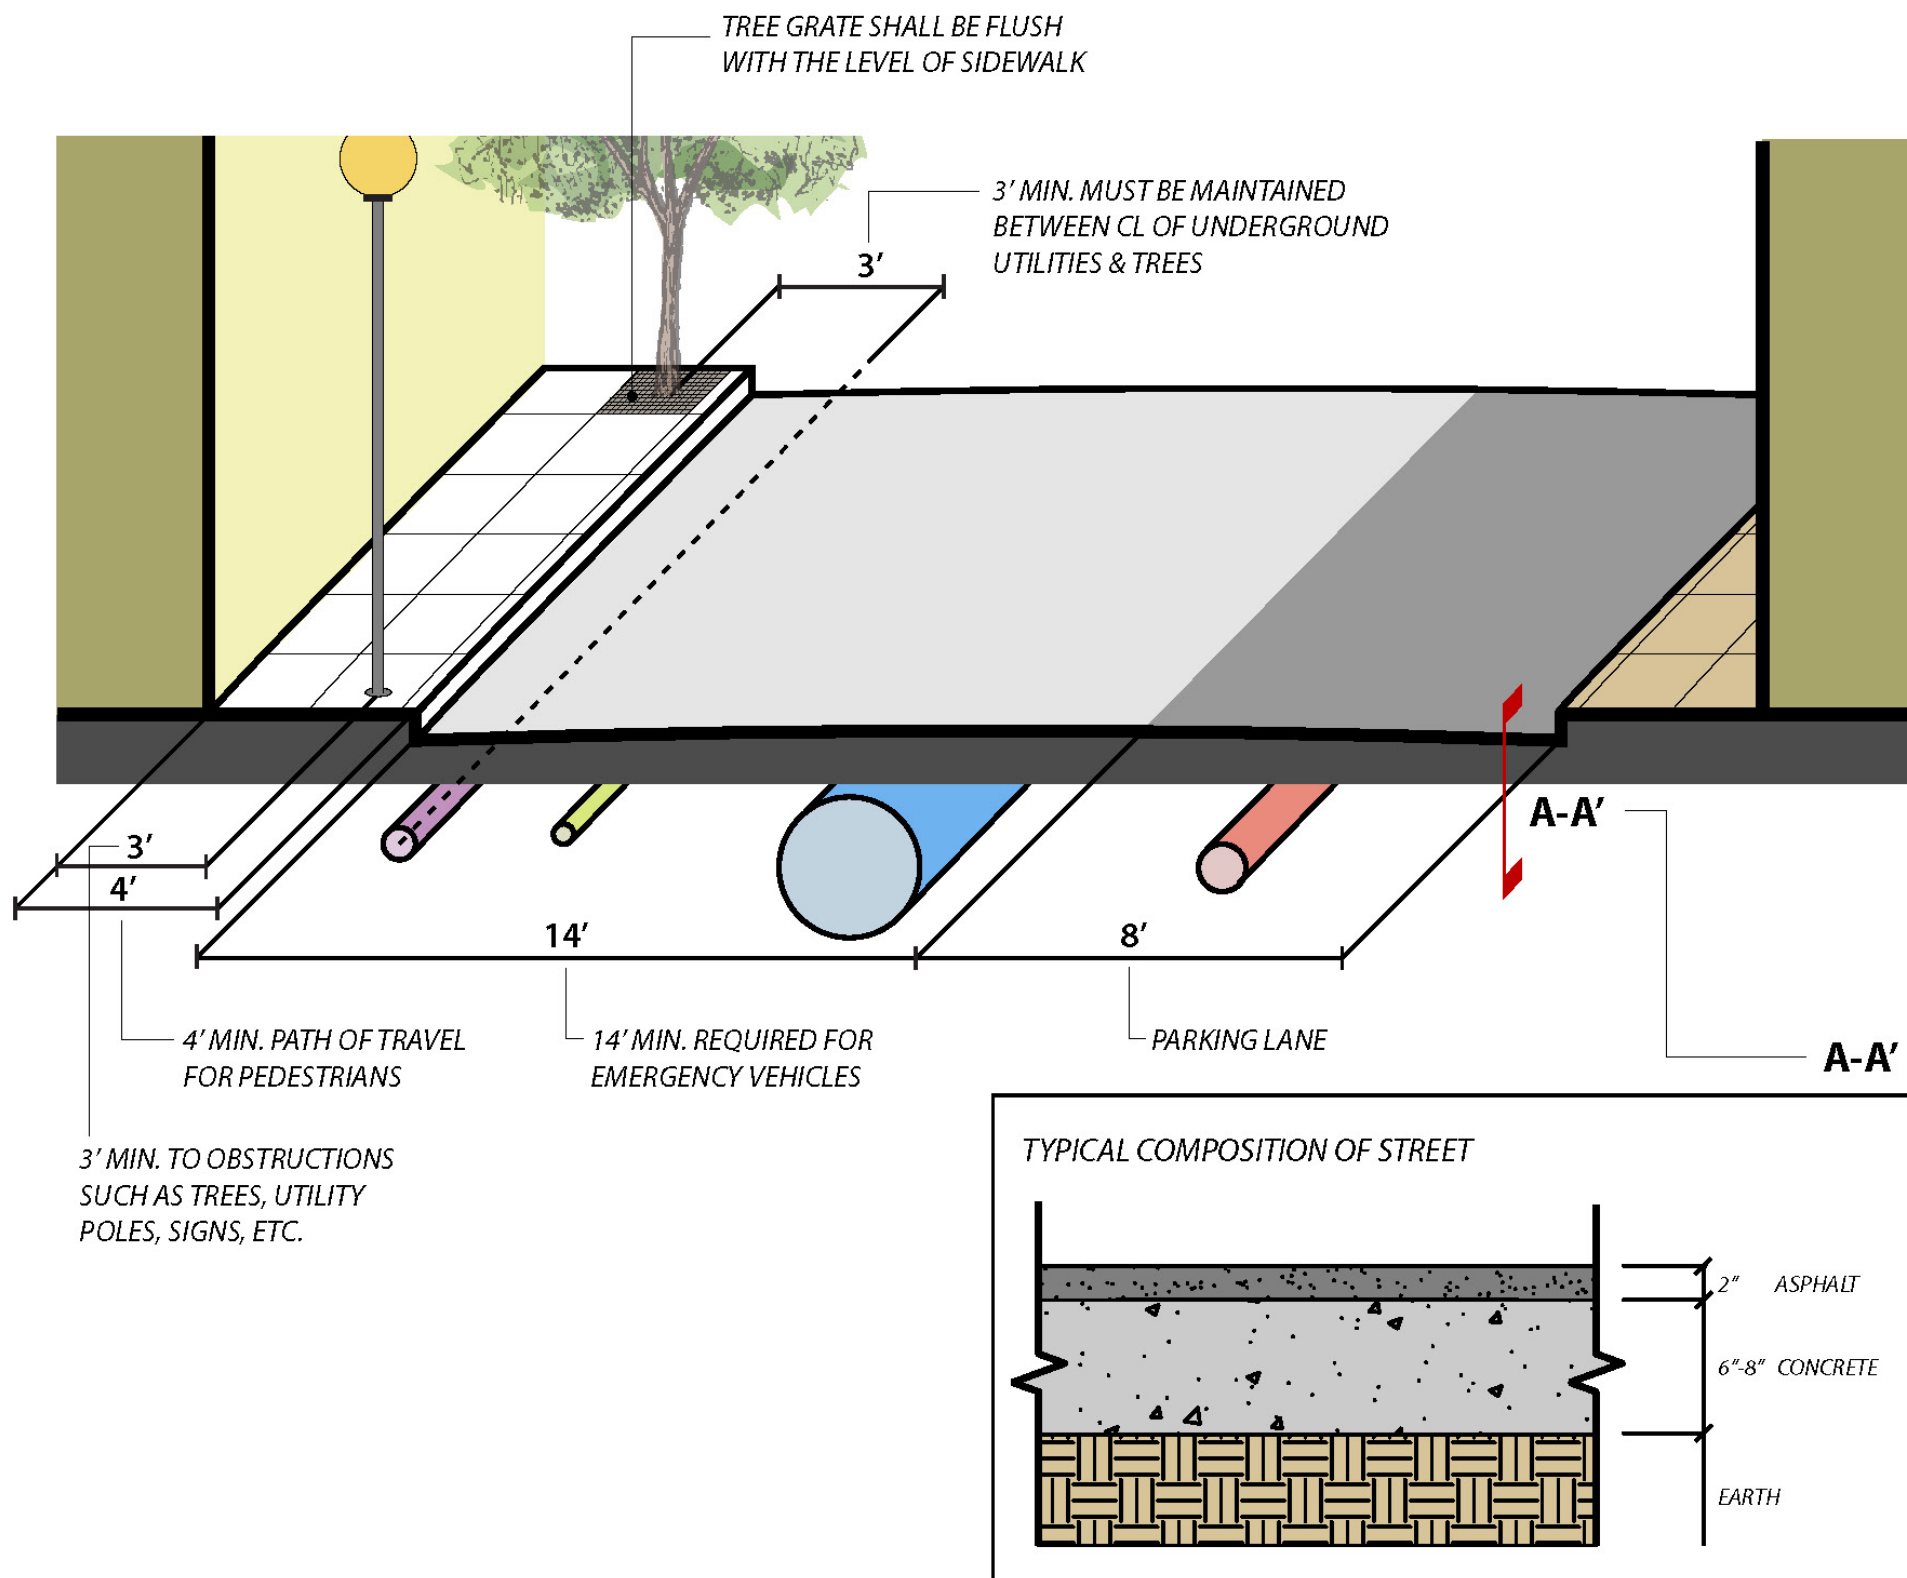 TREE GRATE SHALL BE FLUSH
WITH THE LEVEL OF SIDEWALK
3' MIN. MUST BE MAINTAINED
BETWEEN CL OF UNDERGROUND
UTILITIES & TREES
3'
A-A'
3'
4'
14'
8'
4' MIN. PATH OF TRAVEL
FOR PEDESTRIANS
14' MIN. REQUIRED FOR
EMERGENCY VEHICLES
PARKING LANE
A-A'
3' MIN. TO OBSTRUCTIONS
SUCH AS TREES, UTILITY
POLES, SIGNS, ETC.
TYPICAL COMPOSITION OF STREET
2" ASPHALT
6"-8" CONCRETE
EARTH